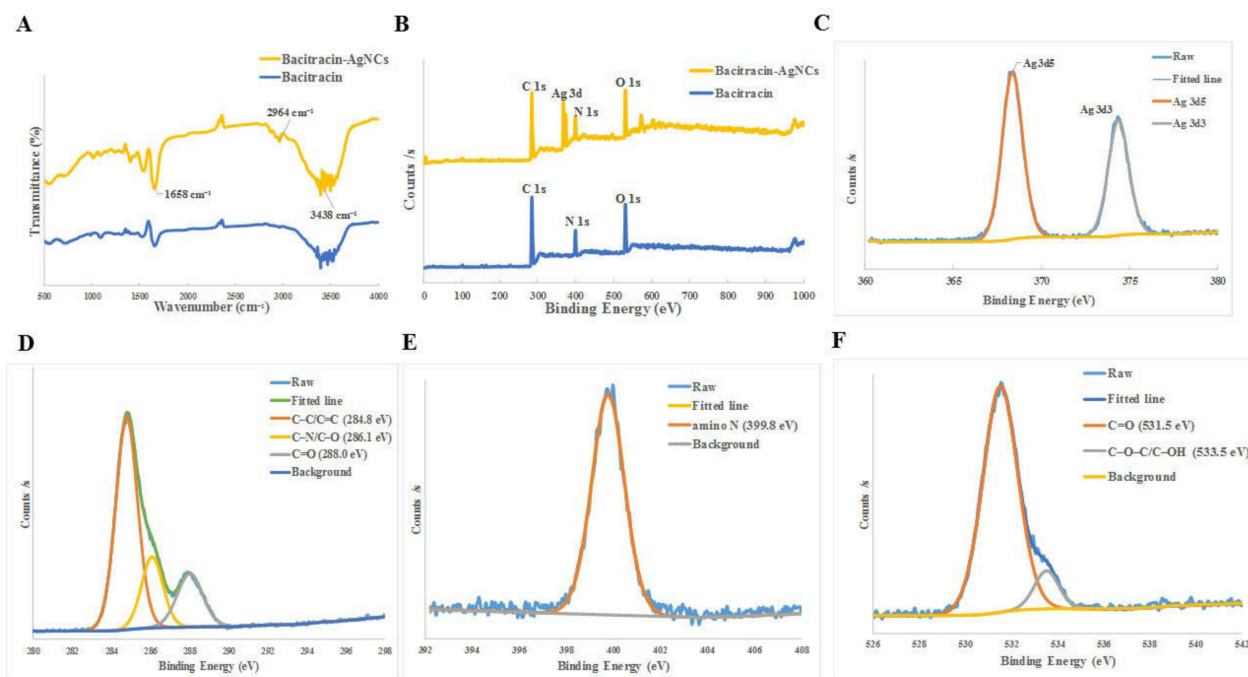 A
Bacitracin-AgNCs
Bacitracin
2964 cm⁻¹
1658 cm⁻¹
3438 cm⁻¹
Transmittance (%)
500 1000 1500 2000 2500 3000 3500 4000
Wavenumber (cm⁻¹)
B
Bacitracin-AgNCs
Bacitracin
C 1s
Ag 3d
N 1s
O 1s
C 1s
N 1s
O 1s
Counts /s
0 100 200 300 400 500 600 700 800 900 1000
Binding Energy (eV)
C
Ag 3d5
Ag 3d3
Raw
Fitted line
Ag 3d5
Ag 3d3
Counts /s
360 365 370 375 380
Binding Energy (eV)
D
Raw
Fitted line
C–C/C=C (284.8 eV)
C–N/C–O (286.1 eV)
C=O (288.0 eV)
Background
Counts /s
280 282 284 286 288 290 292 294 296 298
Binding Energy (eV)
E
Raw
Fitted line
amino N (399.8 eV)
Background
Counts /s
392 394 396 398 400 402 404 406 408
Binding Energy (eV)
F
Raw
Fitted line
C=O (531.5 eV)
C–O–C/C–OH (533.5 eV)
Background
Counts /s
526 528 530 532 534 536 538 540 542
Binding Energy (eV)